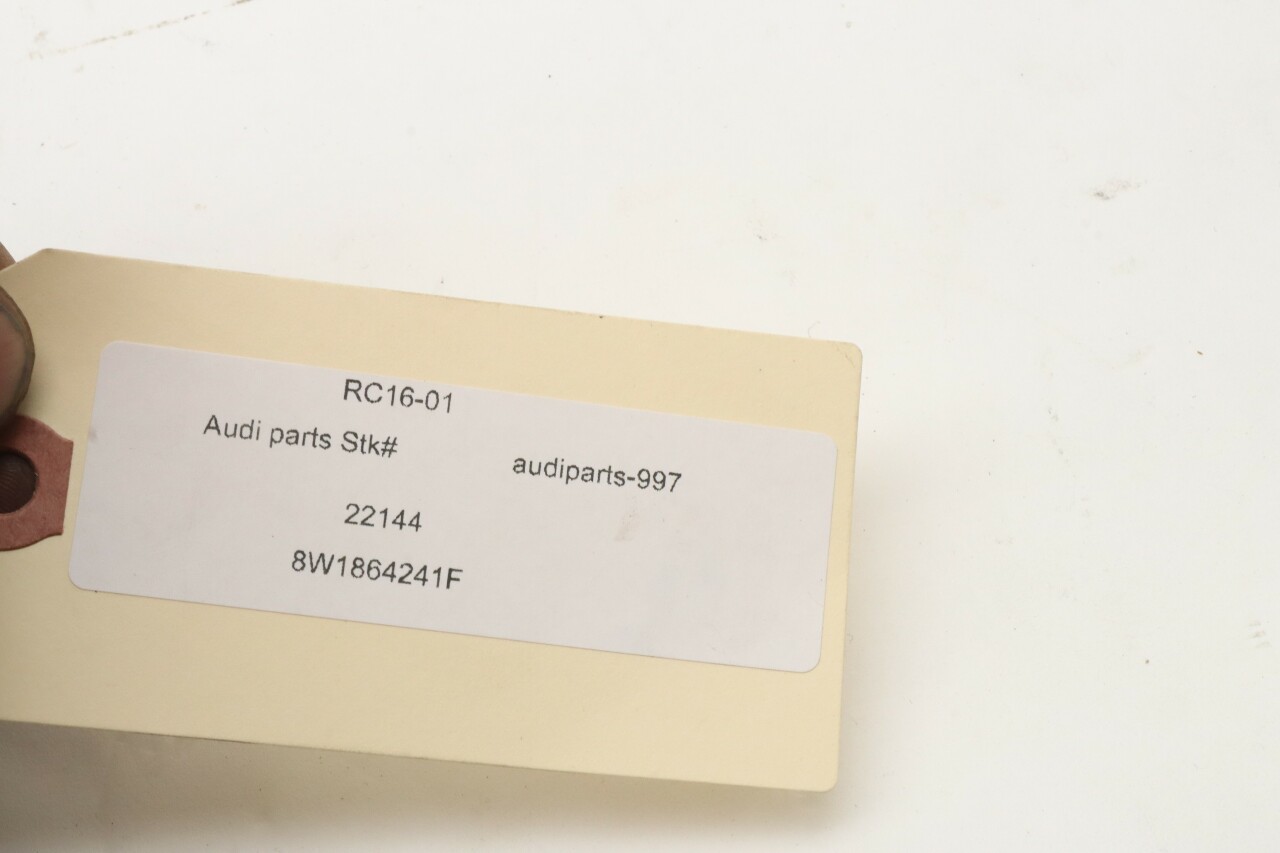 RC16-01
Audi parts Stk#
audiparts-997
22144
8W1864241F